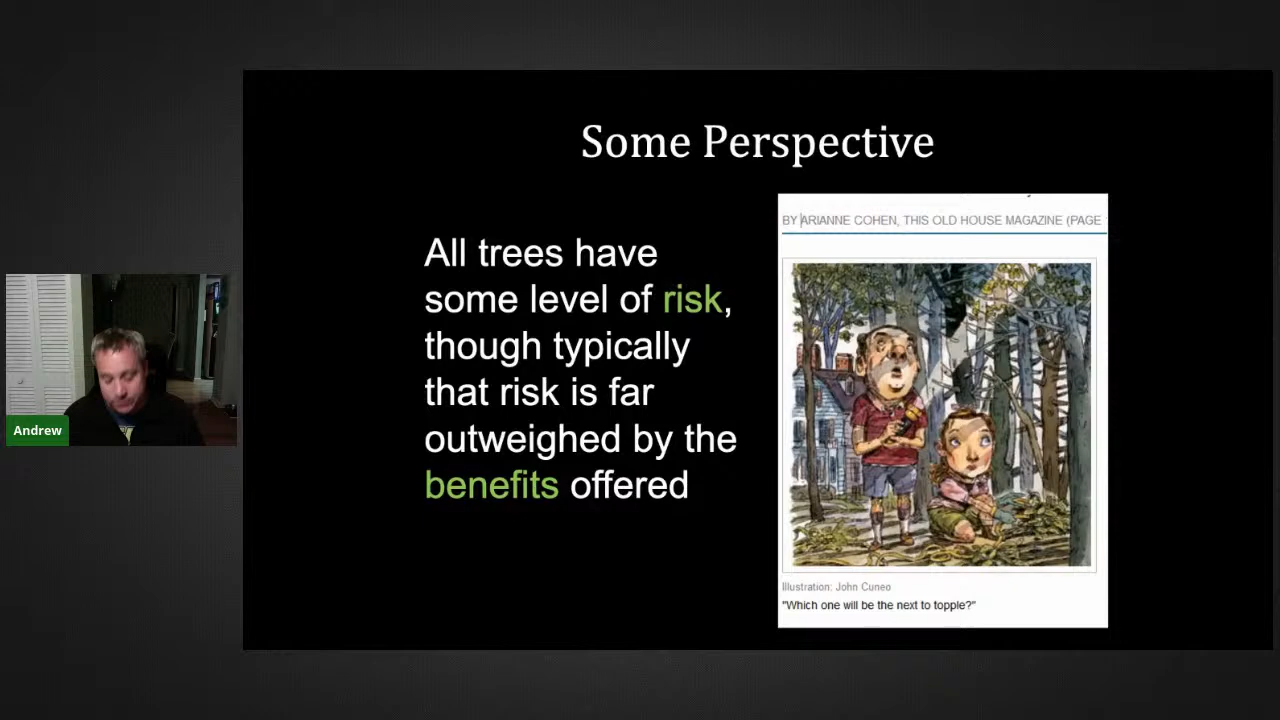 Some Perspective
All trees have
some level of risk,
though typically
that risk is far
outweighed by the
benefits offered
BY ARIANNE COHEN, THIS OLD HOUSE MAGAZINE (PAGE
Illustration: John Cuneo
"Which one will be the next to topple?"
Andrew